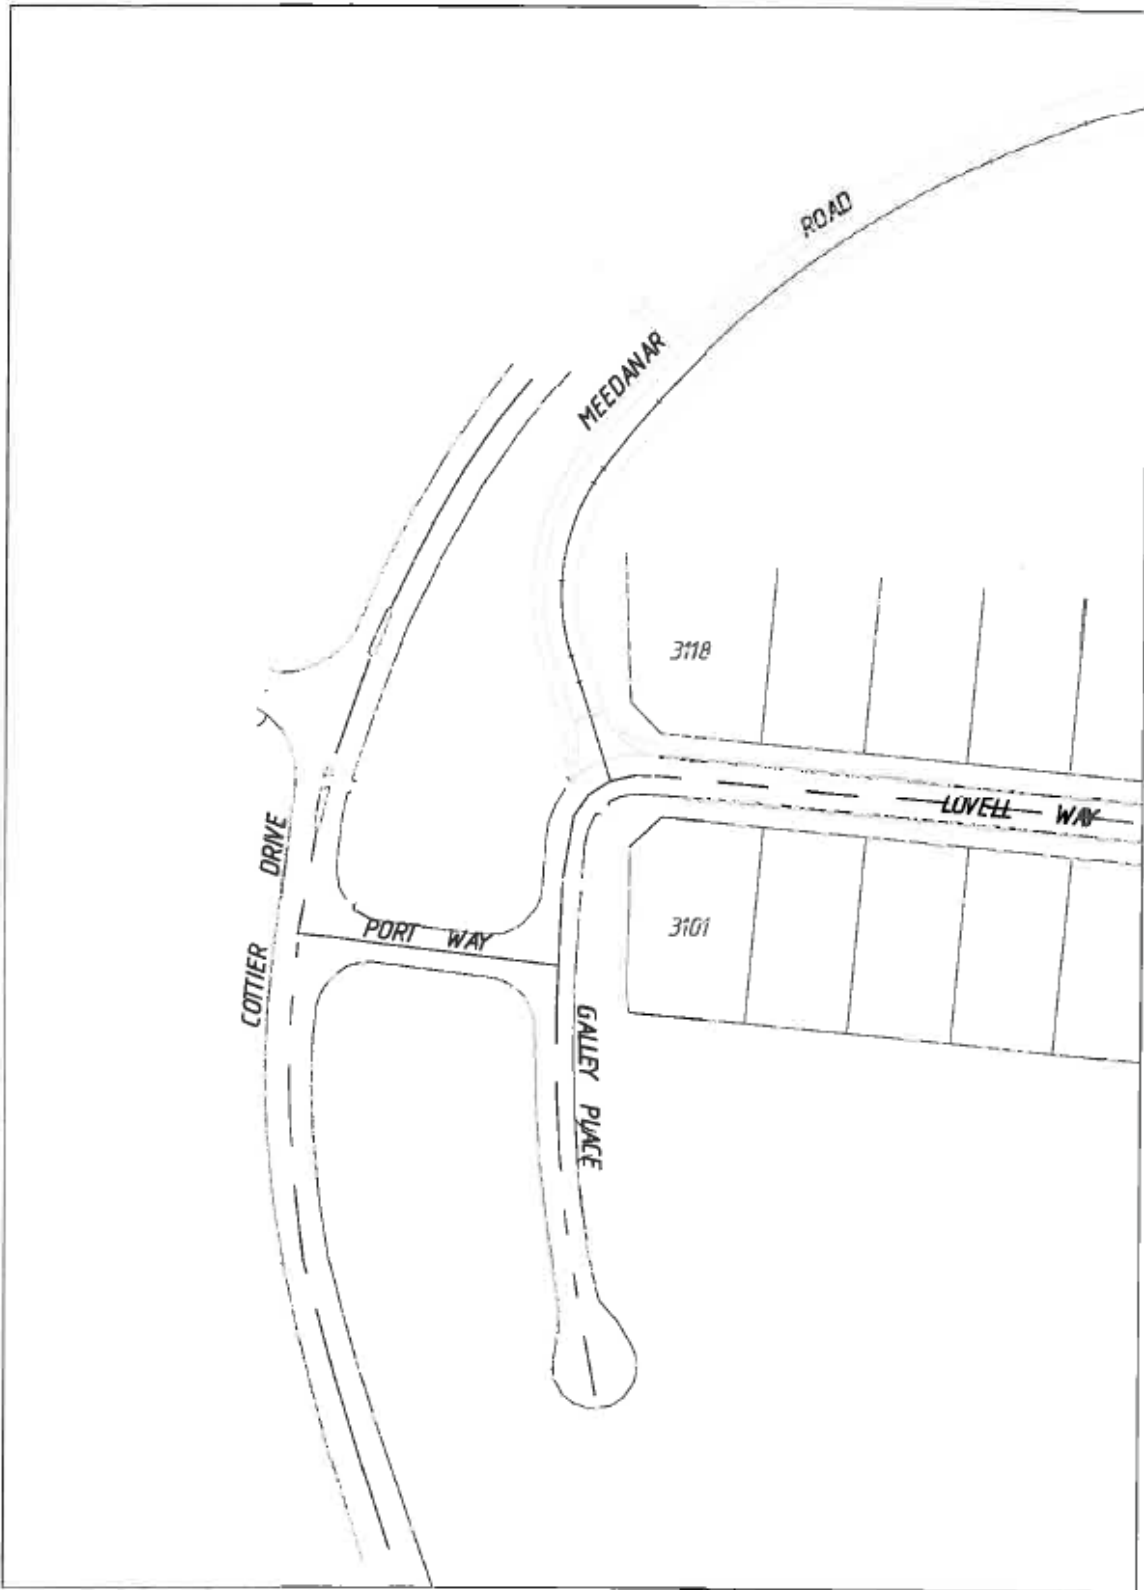 MEEDANAR ROAD
3118
LOVELL WAY
COTTIER DRIVE
PORT WAY
3101
GALLEY PLACE